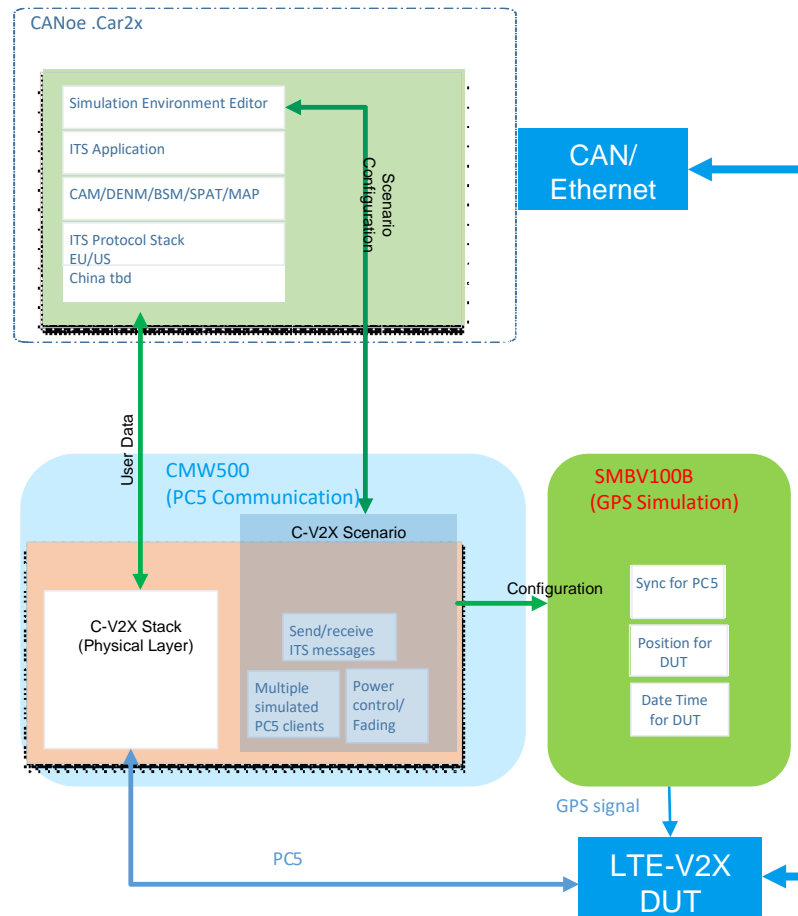 CANoe .Car2x
Simulation Environment Editor
ITS Application
CAM/DENM/BSM/SPAT/MAP
ITS Protocol Stack
EU/US
China tbd
Scenario
Configuration
CAN/
Ethernet
User Data
CMW500
(PC5 Communication)
C-V2X Scenario
C-V2X Stack
(Physical Layer)
Send/receive
ITS messages
Multiple
simulated
PC5 clients
Power
control/
Fading
Configuration
SMBV100B
(GPS Simulation)
Sync for PC5
Position for
DUT
Date Time
for DUT
GPS signal
PC5
LTE-V2X
DUT